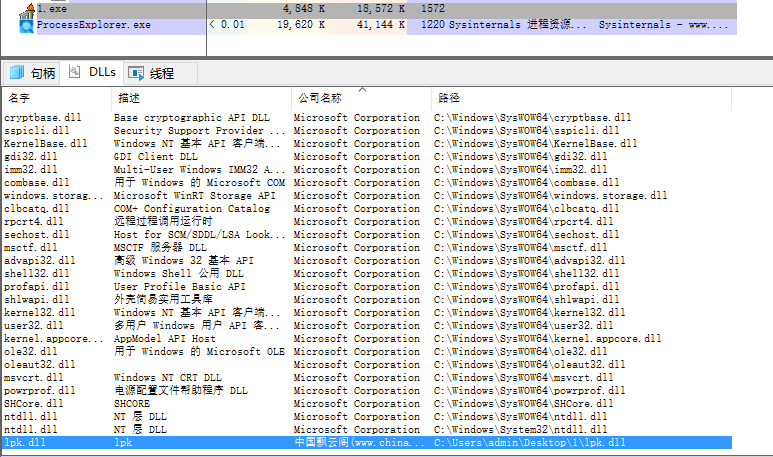 1.exe 4,848 K 18,572 K 1572
ProcessExplorer.exe < 0.01 19,620 K 41,144 K 1220 Sysinternals 进程资源... Sysinternals - www....
句柄 DLLs 线程
名字 描述 公司名称 路径
cryptbase.dll Base cryptographic API DLL Microsoft Corporation C:\Windows\SysWOW64\cryptbase.dll
sspicli.dll Security Support Provider ... Microsoft Corporation C:\Windows\SysWOW64\sspicli.dll
KernelBase.dll Windows NT 基本 API 客户端... Microsoft Corporation C:\Windows\SysWOW64\KernelBase.dll
gdi32.dll GDI Client DLL Microsoft Corporation C:\Windows\SysWOW64\gdi32.dll
imm32.dll Multi-User Windows IMM32 A... Microsoft Corporation C:\Windows\SysWOW64\imm32.dll
combase.dll 用于 Windows 的 Microsoft COM Microsoft Corporation C:\Windows\SysWOW64\combase.dll
windows.storag... Microsoft WinRT Storage API Microsoft Corporation C:\Windows\SysWOW64\windows.storage.dll
clbcatq.dll COM+ Configuration Catalog Microsoft Corporation C:\Windows\SysWOW64\clbcatq.dll
rpcrt4.dll 远程过程调用运行时 Microsoft Corporation C:\Windows\SysWOW64\rpcrt4.dll
sechost.dll Host for SCM/SDDL/LSA Look... Microsoft Corporation C:\Windows\SysWOW64\sechost.dll
msctf.dll MSCTF 服务器 DLL Microsoft Corporation C:\Windows\SysWOW64\msctf.dll
advapi32.dll 高级 Windows 32 基本 API Microsoft Corporation C:\Windows\SysWOW64\advapi32.dll
shell32.dll Windows Shell 公用 DLL Microsoft Corporation C:\Windows\SysWOW64\shell32.dll
profapi.dll User Profile Basic API Microsoft Corporation C:\Windows\SysWOW64\profapi.dll
shlwapi.dll 外壳简易实用工具库 Microsoft Corporation C:\Windows\SysWOW64\shlwapi.dll
kernel32.dll Windows NT 基本 API 客户端... Microsoft Corporation C:\Windows\SysWOW64\kernel32.dll
user32.dll 多用户 Windows 用户 API 客... Microsoft Corporation C:\Windows\SysWOW64\user32.dll
kernel.appcore... AppModel API Host Microsoft Corporation C:\Windows\SysWOW64\kernel.appcore.dll
ole32.dll 用于 Windows 的 Microsoft OLE Microsoft Corporation C:\Windows\SysWOW64\ole32.dll
oleaut32.dll Microsoft Corporation C:\Windows\SysWOW64\oleaut32.dll
msvcrt.dll Windows NT CRT DLL Microsoft Corporation C:\Windows\SysWOW64\msvcrt.dll
powrprof.dll 电源配置文件帮助程序 DLL Microsoft Corporation C:\Windows\SysWOW64\powrprof.dll
SHCore.dll SHCORE Microsoft Corporation C:\Windows\SysWOW64\SHCore.dll
ntdll.dll NT 层 DLL Microsoft Corporation C:\Windows\SysWOW64\ntdll.dll
ntdll.dll NT 层 DLL Microsoft Corporation C:\Windows\System32\ntdll.dll
lpk.dll lpk 中国飘云阁(www.china... C:\Users\admin\Desktop\1\lpk.dll